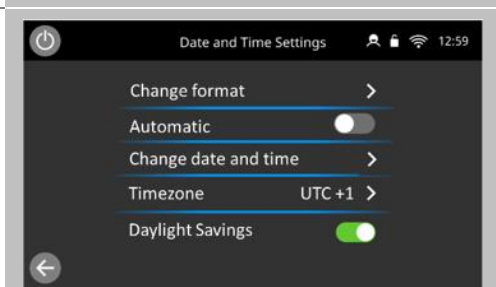 Date and Time Settings 12:59
Change format
Automatic
Change date and time
Timezone UTC +1
Daylight Savings